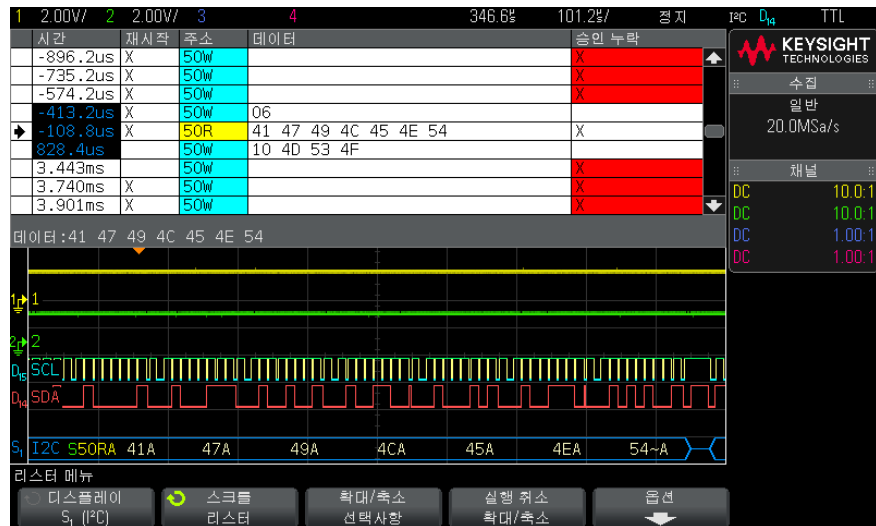 1 2.00V/ 2 2.00V/ 3 4 346.6㎲ 101.2㎲/ 정지 I²C D14 TTL
시간 재시작 주소 데이터 승인 누락
-896.2us X 50W X
-735.2us X 50W X
-574.2us X 50W X
-413.2us X 50W 06
-108.8us X 50R 41 47 49 4C 45 4E 54 X
828.4us 50W 10 4D 53 4F
3.443ms 50W X
3.740ms X 50W X
3.901ms X 50W X
데이터:41 47 49 4C 45 4E 54
KEYSIGHT
TECHNOLOGIES
수집
일반
20.0MSa/s
채널
DC 10.0:1
DC 10.0:1
DC 1.00:1
DC 1.00:1
1 1
2 2
D15 SCL
D14 SDA
S1 I2C S50RA 41A 47A 49A 4CA 45A 4EA 54~A
리스터 메뉴
디스플레이
S1 (I²C)
스크롤
리스터
확대/축소
선택사항
실행 취소
확대/축소
옵션